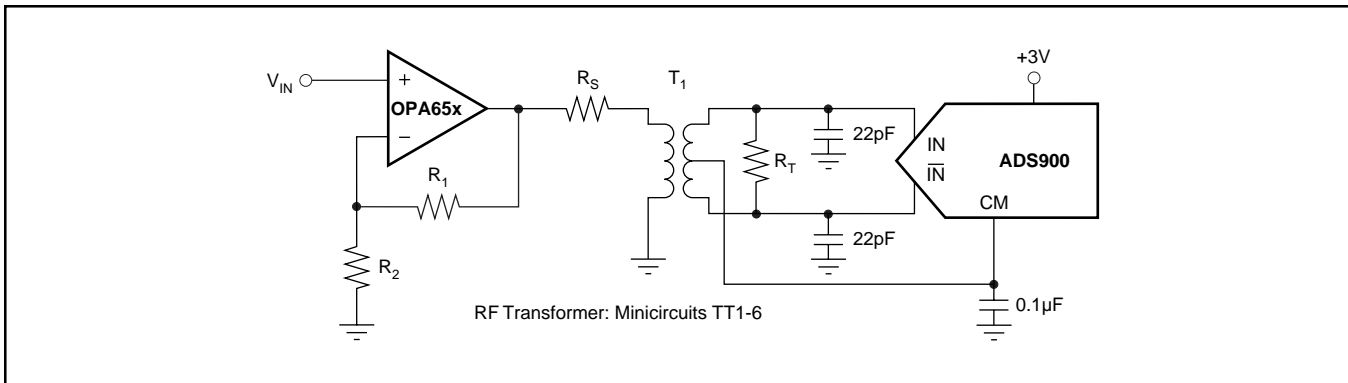 +3V
V_IN
+
OPA65x
−
R_S
T_1
22pF
IN
I̅N̅
ADS900
R_T
R_1
CM
22pF
R_2
0.1µF
RF Transformer: Minicircuits TT1-6